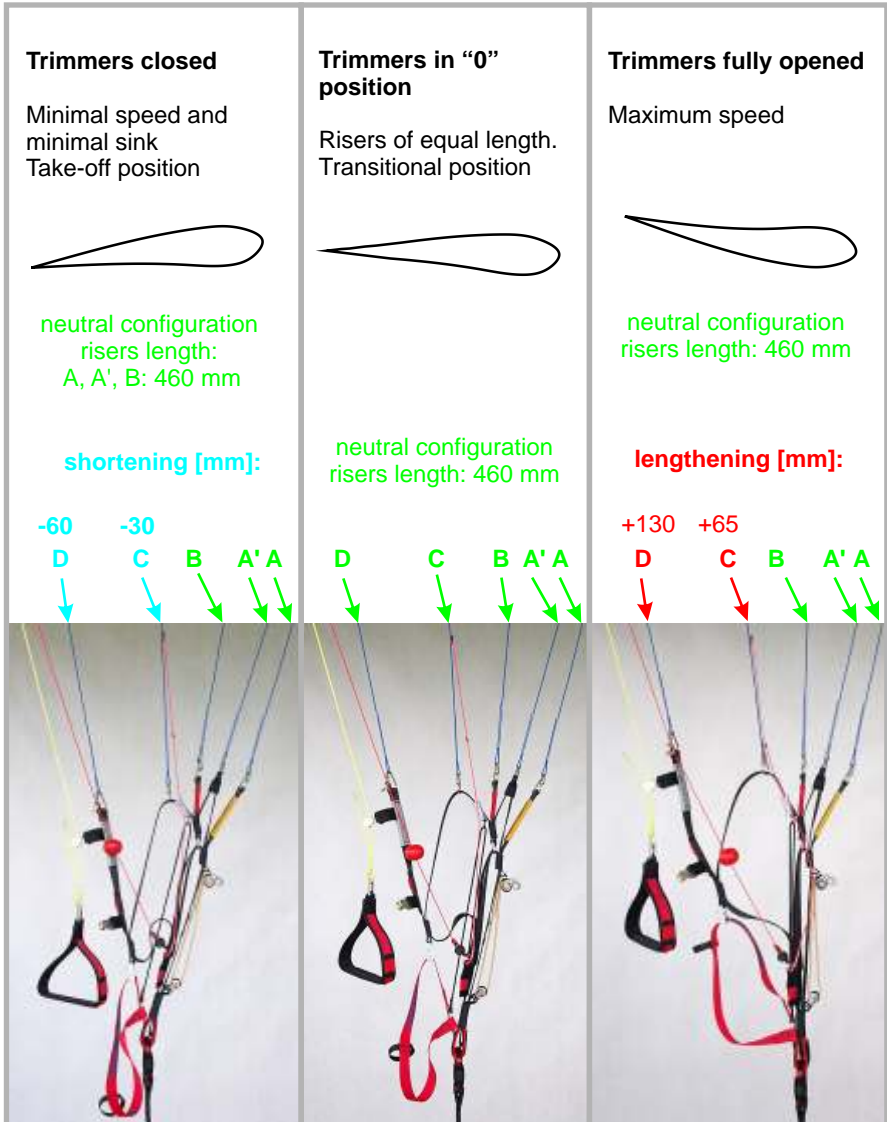 Trimmers closed
Minimal speed and
minimal sink
Take-off position
neutral configuration
risers length:
A, A', B: 460 mm
shortening [mm]:
-60 -30
D C B A' A
Trimmers in “0”
position
Risers of equal length.
Transitional position
neutral configuration
risers length: 460 mm
D C B A' A
Trimmers fully opened
Maximum speed
neutral configuration
risers length: 460 mm
lengthening [mm]:
+130 +65
D C B A' A